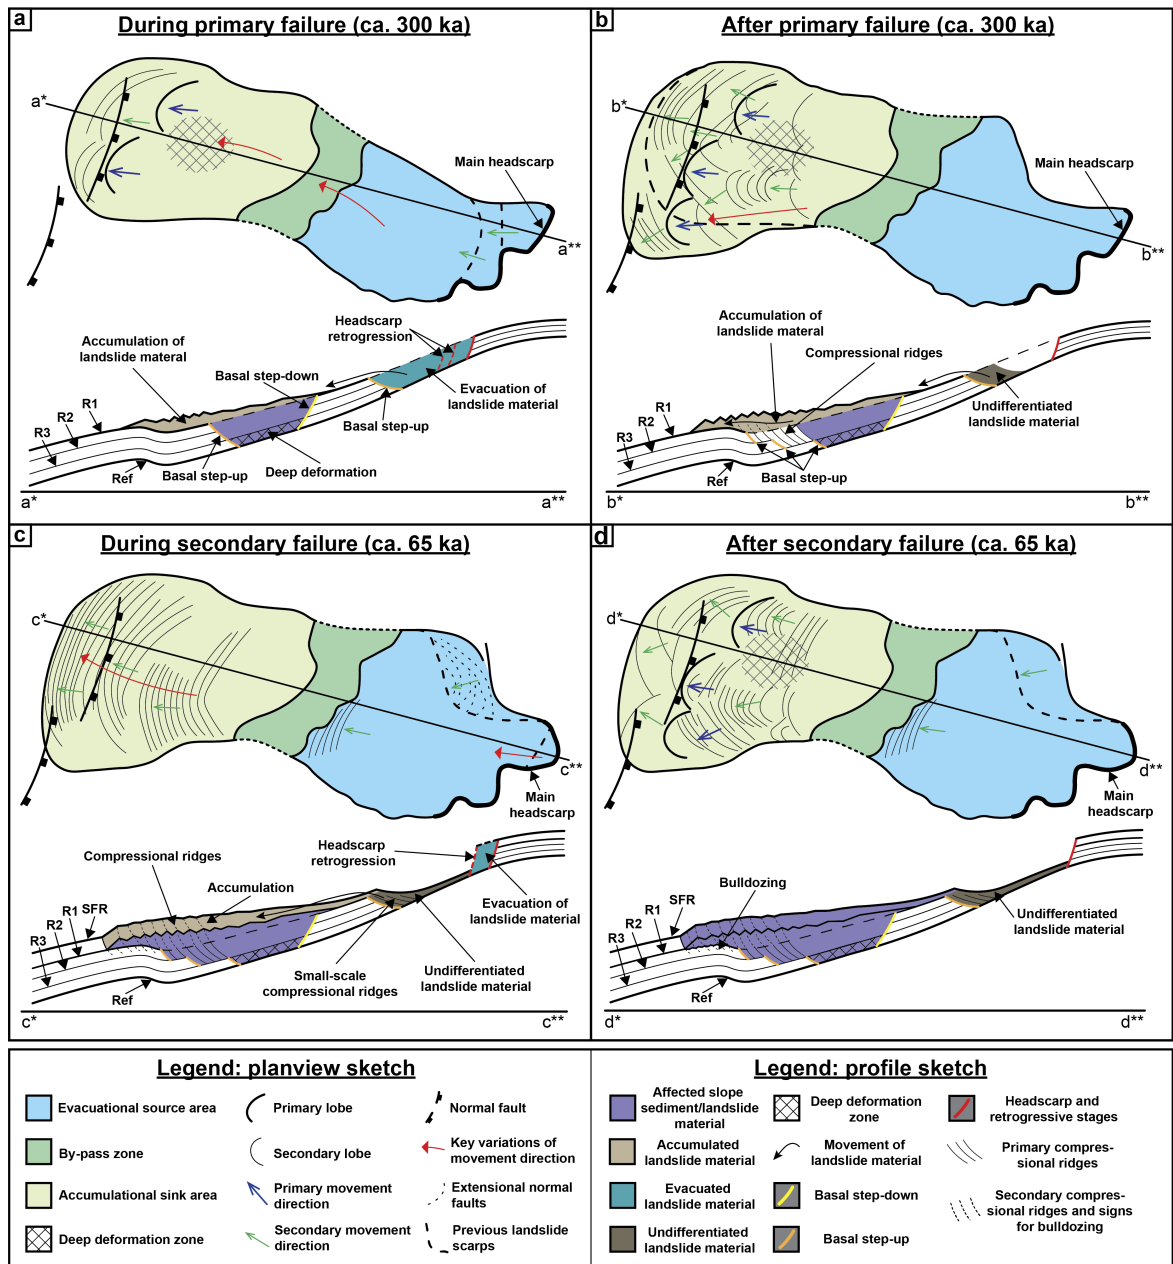 a
During primary failure (ca. 300 ka)
a*
Main headscarp
a**
Headscarp
retrogression
Accumulation of
landslide materal
Basal step-down
Evacuation of
landslide material
R1
R2
R3
Basal step-up
Basal step-up
Deep deformation
Ref
a*
a**
b
After primary failure (ca. 300 ka)
b*
Main headscarp
b**
Accumulation of
landslide materal
Compressional ridges
R1
R2
R3
Undifferentiated
landslide material
Basal step-up
Ref
b*
b**
c
During secondary failure (ca. 65 ka)
c*
c**
Main
headscarp
Headscarp
retrogression
Compressional ridges
Accumulation
Evacuation of
landslide material
SFR
R1
R2
R3
Small-scale
compressional ridges
Undifferentiated
landslide material
Ref
c*
c**
d
After secondary failure (ca. 65 ka)
d*
d**
Main
headscarp
Bulldozing
SFR
R1
R2
R3
Undifferentiated
landslide material
Ref
d*
d**
Legend: planview sketch
Evacuational source area
Primary lobe
Normal fault
By-pass zone
Secondary lobe
Key variations of
movement direction
Accumulational sink area
Primary movement
direction
Extensional normal
faults
Deep deformation zone
Secondary movement
direction
Previous landslide
scarps
Legend: profile sketch
Affected slope
sediment/landslide
material
Deep deformation
zone
Headscarp and
retrogressive stages
Accumulated
landslide material
Movement of
landslide material
Primary compres-
sional ridges
Evacuated
landslide material
Basal step-down
Secondary compres-
sional ridges and signs
for bulldozing
Undifferentiated
landslide material
Basal step-up